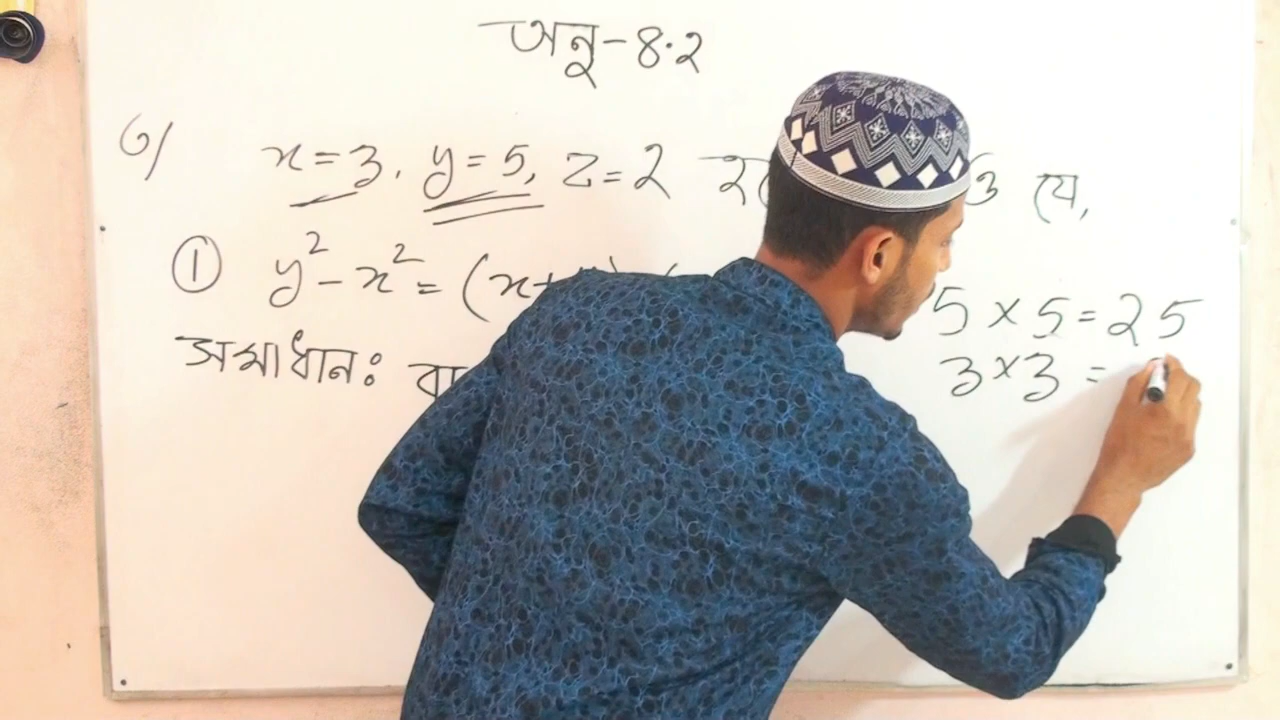 অনু-৪.২
৩/ x=3, y=5, z=2 যে,
① y²-x² = (x+
সমাধানঃ বা
5 × 5 = 25
3 × 3 =